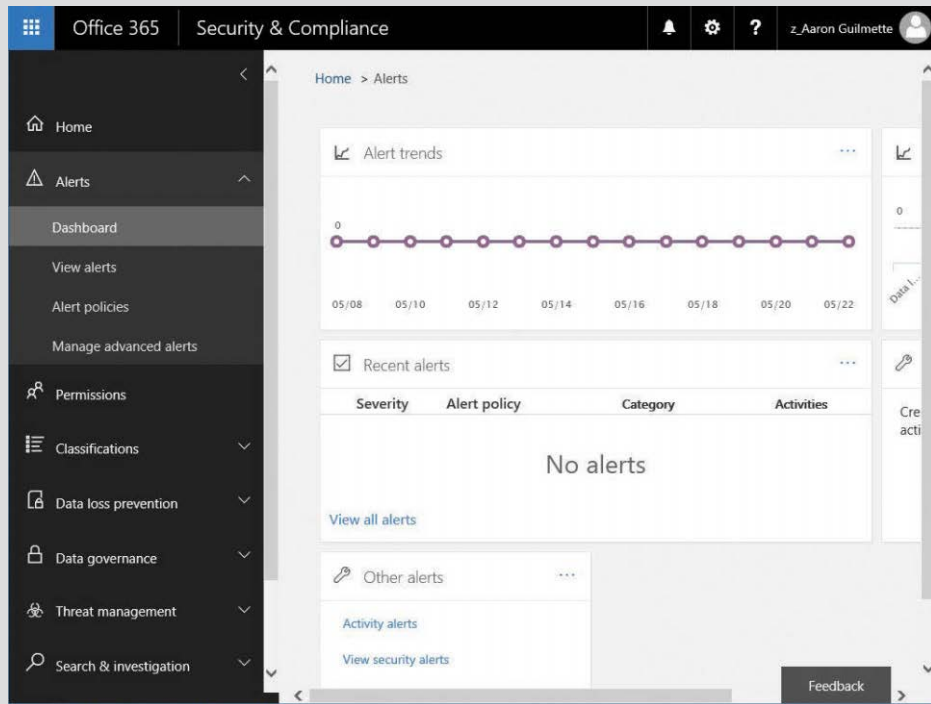 Office 365
Security & Compliance
?
z_Aaron Guilmette
Home > Alerts
Home
Alerts
Dashboard
View alerts
Alert policies
Manage advanced alerts
Permissions
Classifications
Data loss prevention
Data governance
Threat management
Search & investigation
Alert trends
0
05/08 05/10 05/12 05/14 05/16 05/18 05/20 05/22
0
Data l...
Recent alerts
Severity Alert policy Category Activities
No alerts
View all alerts
Cre
acti
Other alerts
Activity alerts
View security alerts
Feedback